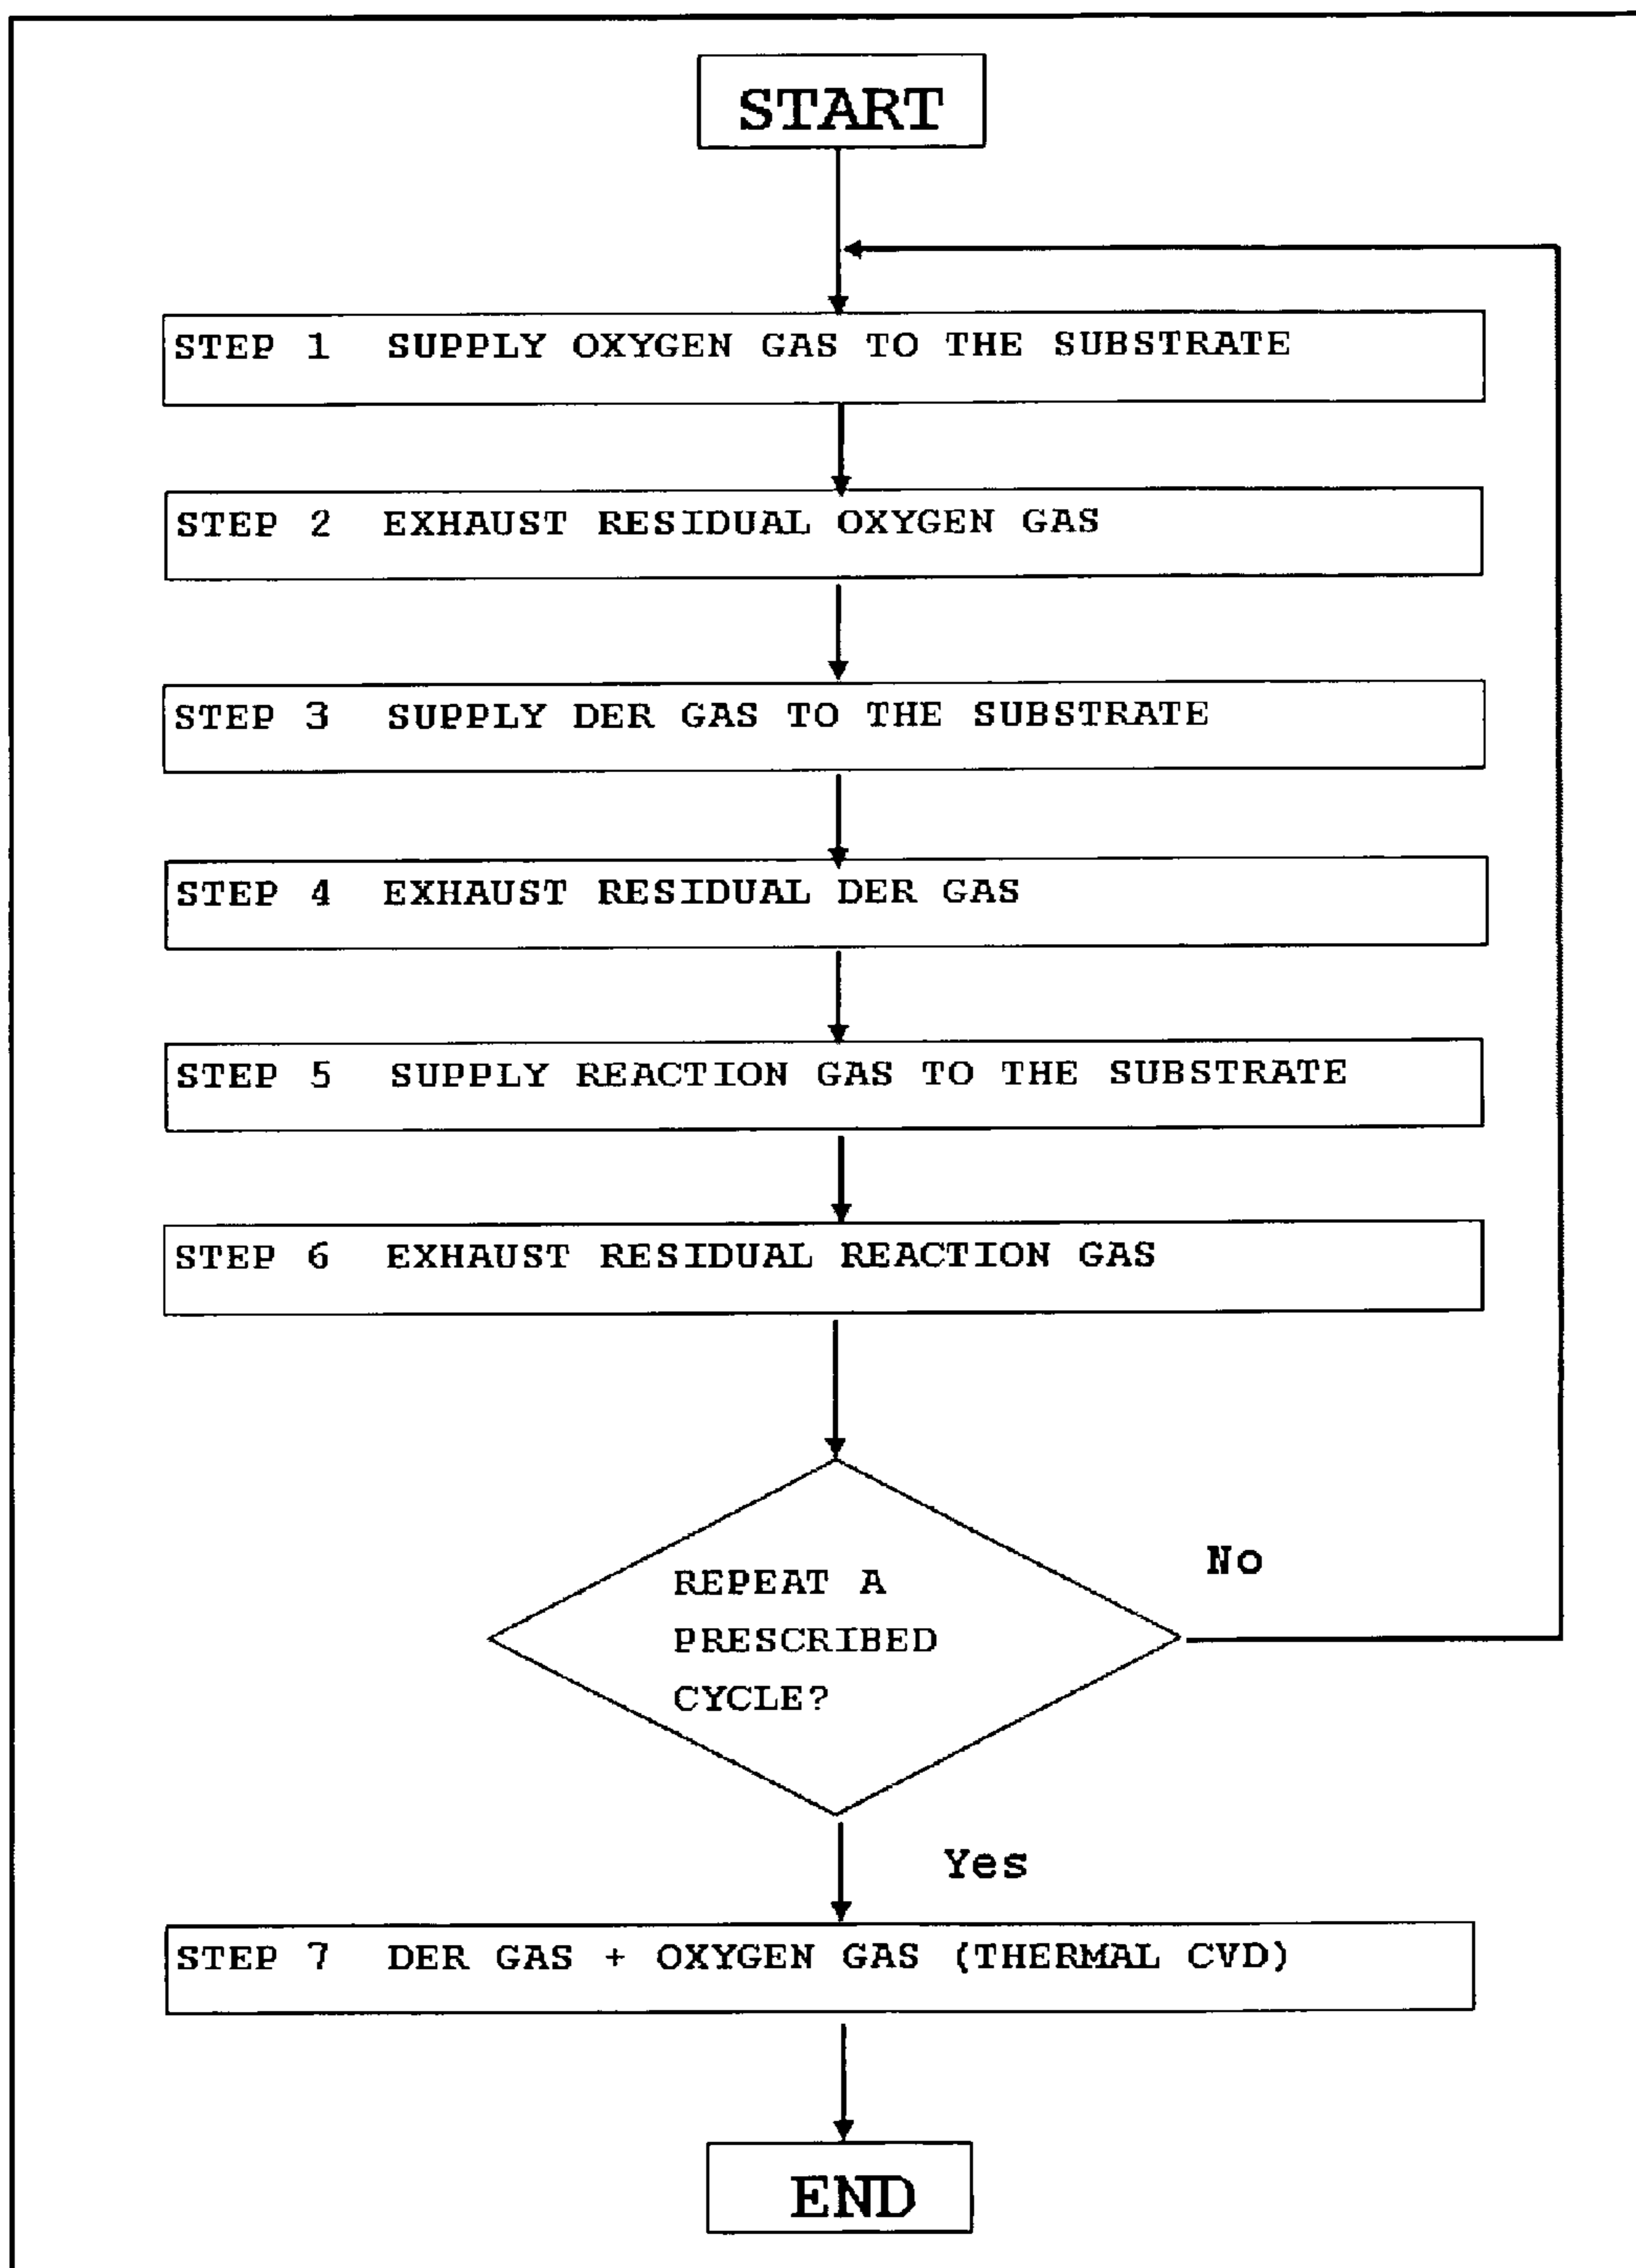 START
STEP 1 SUPPLY OXYGEN GAS TO THE SUBSTRATE
STEP 2 EXHAUST RESIDUAL OXYGEN GAS
STEP 3 SUPPLY DER GAS TO THE SUBSTRATE
STEP 4 EXHAUST RESIDUAL DER GAS
STEP 5 SUPPLY REACTION GAS TO THE SUBSTRATE
STEP 6 EXHAUST RESIDUAL REACTION GAS
No
REPEAT A
PRESCRIBED
CYCLE?
Yes
STEP 7 DER GAS + OXYGEN GAS (THERMAL CVD)
END